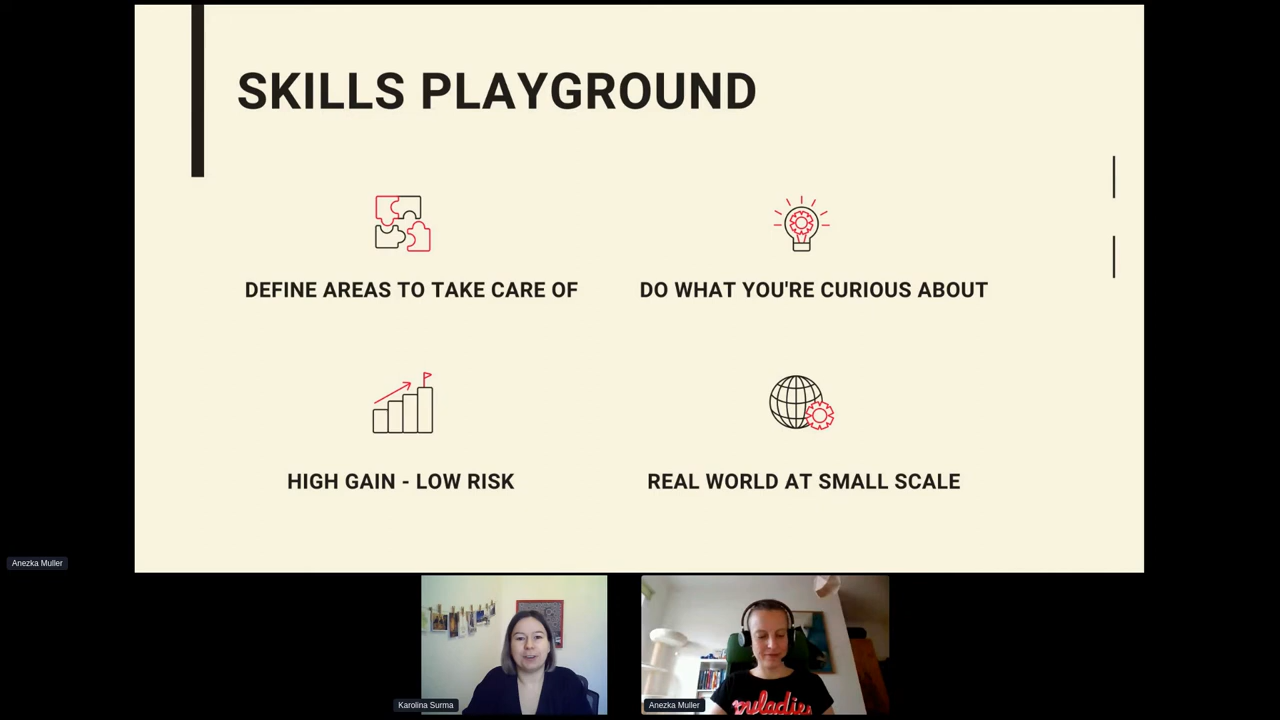 SKILLS PLAYGROUND
DEFINE AREAS TO TAKE CARE OF
DO WHAT YOU'RE CURIOUS ABOUT
HIGH GAIN - LOW RISK
REAL WORLD AT SMALL SCALE
Anezka Muller
Karolina Surma
Anezka Muller